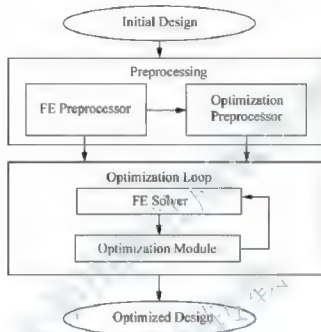 Initial Design
Preprocessing
FE Preprocessor
Optimization
Preprocessor
Optimization Loop
FE Solver
Optimization Module
Optimized Design